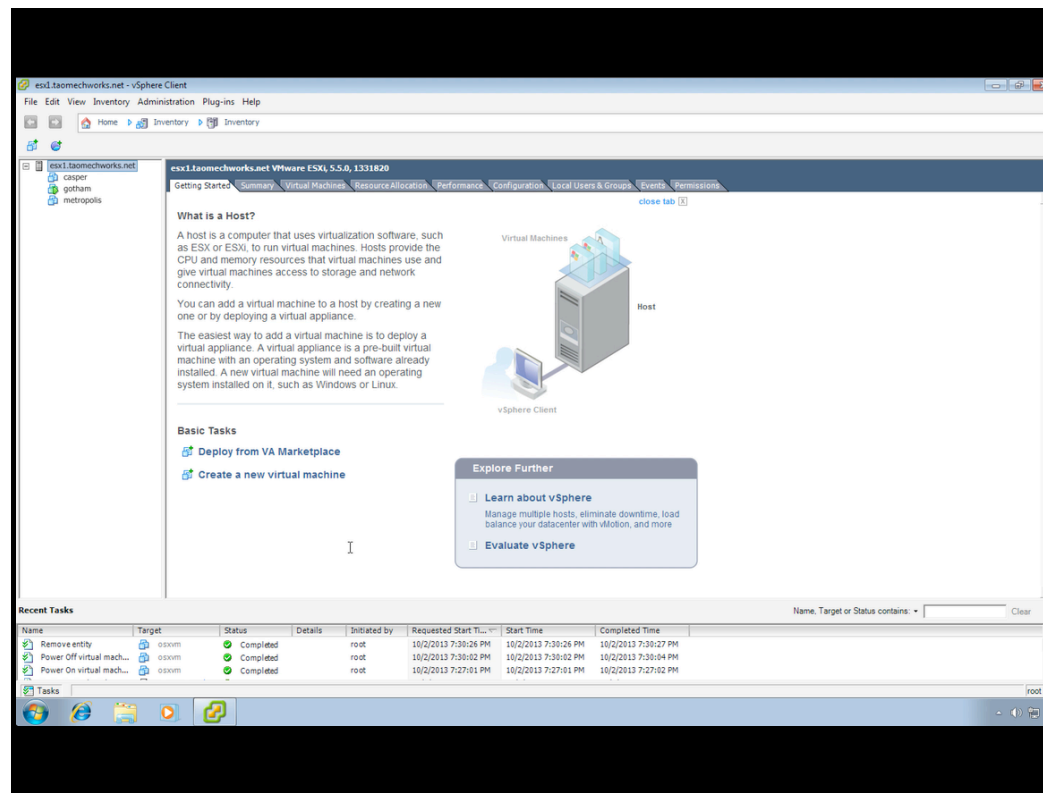 esx1.taomechworks.net - vSphere Client
File Edit View Inventory Administration Plug-ins Help
Home Inventory Inventory
esx1.taomechworks.net
casper
gotham
metropolis
esx1.taomechworks.net VMware ESXi, 5.5.0, 1331820
Getting Started Summary Virtual Machines Resource Allocation Performance Configuration Local Users & Groups Events Permissions
close tab X
What is a Host?
A host is a computer that uses virtualization software, such
as ESX or ESXi, to run virtual machines. Hosts provide the
CPU and memory resources that virtual machines use and
give virtual machines access to storage and network
connectivity.
You can add a virtual machine to a host by creating a new
one or by deploying a virtual appliance.
The easiest way to add a virtual machine is to deploy a
virtual appliance. A virtual appliance is a pre-built virtual
machine with an operating system and software already
installed. A new virtual machine will need an operating
system installed on it, such as Windows or Linux.
Virtual Machines
Host
vSphere Client
Basic Tasks
Deploy from VA Marketplace
Create a new virtual machine
Explore Further
Learn about vSphere
Manage multiple hosts, eliminate downtime, load
balance your datacenter with vMotion, and more
Evaluate vSphere
Recent Tasks
Name, Target or Status contains: Clear
Name Target Status Details Initiated by Requested Start Ti... Start Time Completed Time
Remove entity osxvm Completed root 10/2/2013 7:30:26 PM 10/2/2013 7:30:26 PM 10/2/2013 7:30:27 PM
Power Off virtual mach... osxvm Completed root 10/2/2013 7:30:02 PM 10/2/2013 7:30:02 PM 10/2/2013 7:30:04 PM
Power On virtual mach... osxvm Completed root 10/2/2013 7:27:01 PM 10/2/2013 7:27:01 PM 10/2/2013 7:27:02 PM
Tasks
root